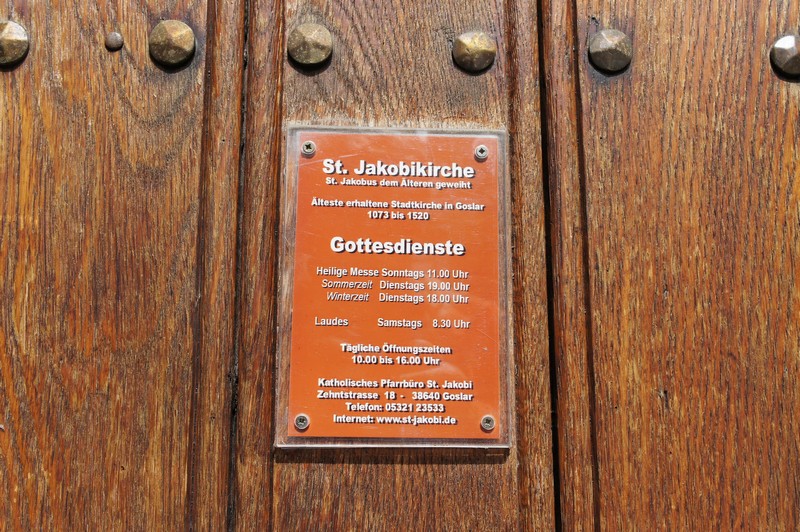 St. Jakobikirche
St. Jakobus dem Älteren geweiht
Älteste erhaltene Stadtkirche in Goslar
1073 bis 1520
Gottesdienste
Heilige Messe Sonntags 11.00 Uhr
Sommerzeit Dienstags 19.00 Uhr
Winterzeit Dienstags 18.00 Uhr
Laudes Samstags 8.30 Uhr
Tägliche Öffnungszeiten
10.00 bis 16.00 Uhr
Katholisches Pfarrbüro St. Jakobi
Zehntstrasse 18 - 38640 Goslar
Telefon: 05321 23533
Internet: www.st-jakobi.de